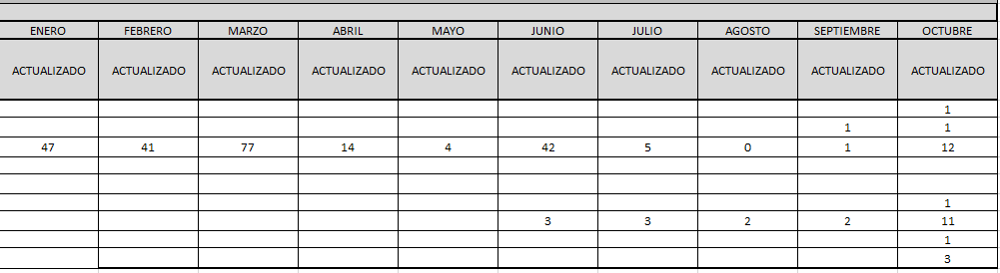 ENERO FEBRERO MARZO ABRIL MAYO JUNIO JULIO AGOSTO SEPTIEMBRE OCTUBRE
ACTUALIZADO ACTUALIZADO ACTUALIZADO ACTUALIZADO ACTUALIZADO ACTUALIZADO ACTUALIZADO ACTUALIZADO ACTUALIZADO ACTUALIZADO
1
1 1
47 41 77 14 4 42 5 0 1 12
1
3 3 2 2 11
1
3